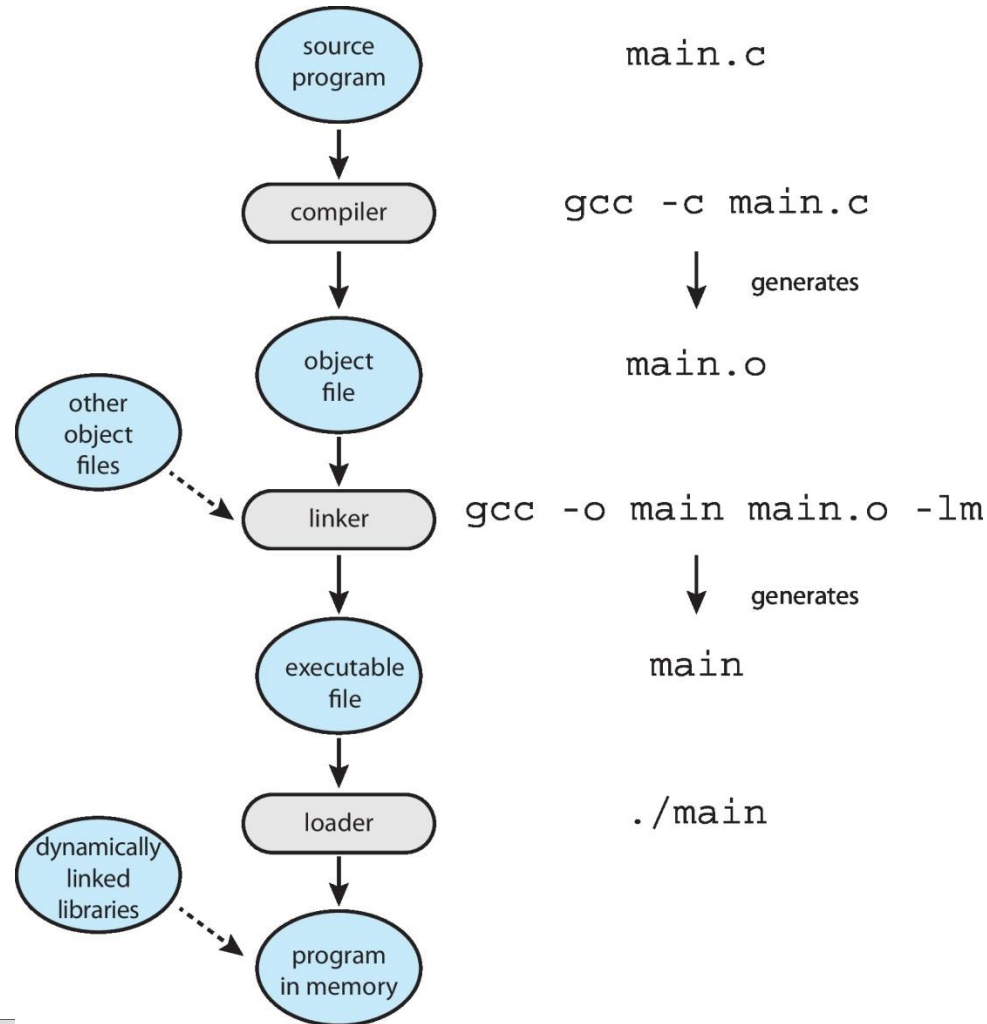 source
program
main.c
compiler
gcc -c main.c
generates
object
file
main.o
other
object
files
linker
gcc -o main main.o -lm
generates
executable
file
main
loader
./main
dynamically
linked
libraries
program
in memory